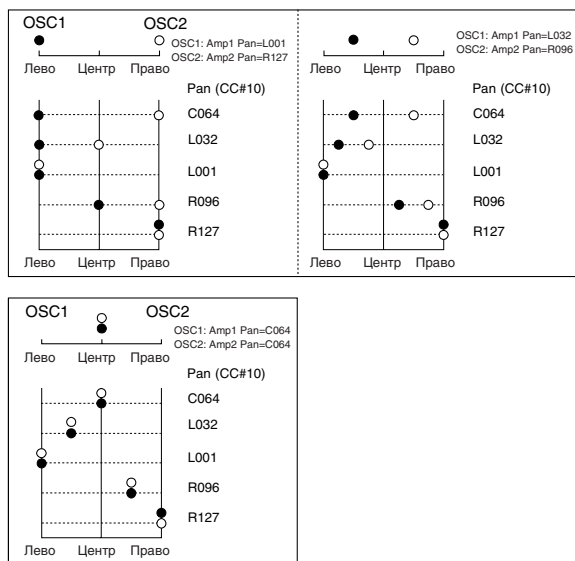 OSC1 OSC2
OSC1: Amp1 Pan=L001
OSC2: Amp2 Pan=R127
Лево Центр Право
Pan (CC#10)
C064
L032
L001
R096
R127
Лево Центр Право
OSC1: Amp1 Pan=L032
OSC2: Amp2 Pan=R096
Лево Центр Право
Pan (CC#10)
C064
L032
L001
R096
R127
Лево Центр Право
OSC1 OSC2
OSC1: Amp1 Pan=C064
OSC2: Amp2 Pan=C064
Лево Центр Право
Pan (CC#10)
C064
L032
L001
R096
R127
Лево Центр Право